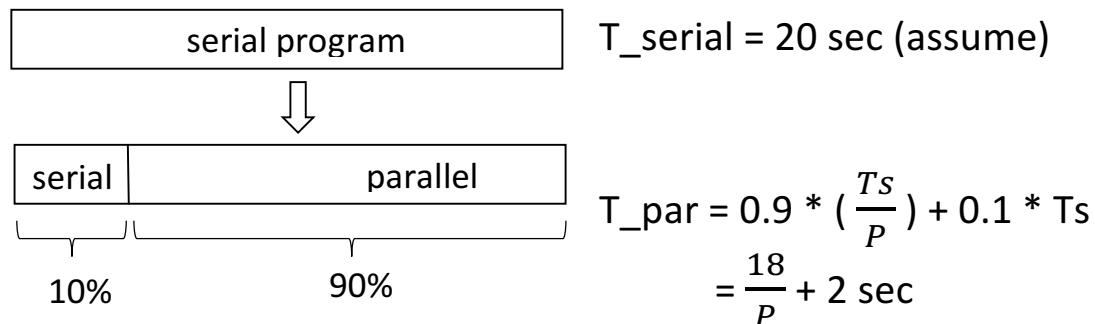 serial program
T_serial = 20 sec (assume)
serial
parallel
T_par = 0.9 * ( Ts/P ) + 0.1 * Ts
= 18/P + 2 sec
10%
90%